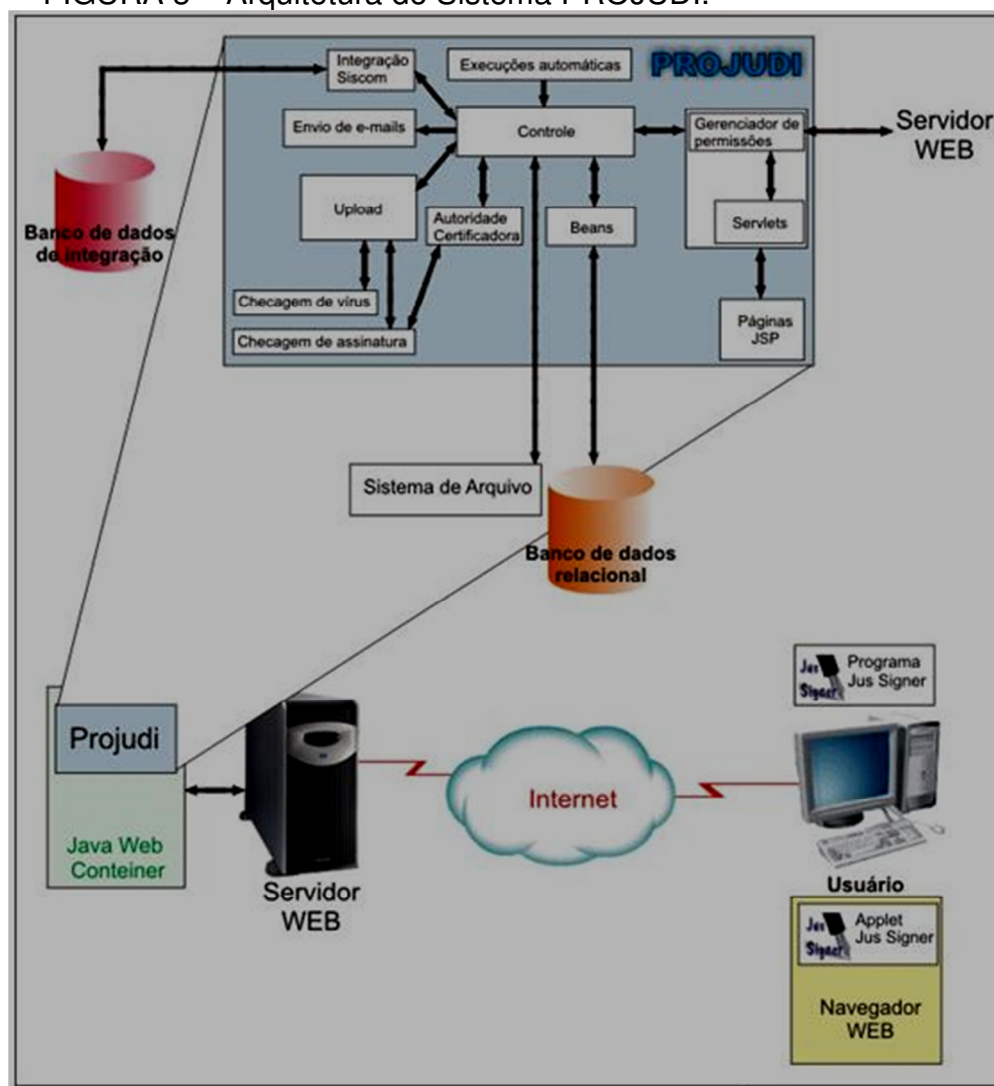 FIGURA 8 – Arquitetura do Sistema PROJUDI.
Integração
Siscom
Execuções automáticas
PROJUDI
Envio de e-mails
Controle
Gerenciador de
permissões
Servidor
WEB
Banco de dados
de integração
Upload
Autoridade
Certificadora
Beans
Servlets
Checagem de vírus
Checagem de assinatura
Páginas
JSP
Sistema de Arquivo
Banco de dados
relacional
Jus
Signer
Programa
Jus Signer
Projudi
Java Web
Conteiner
Servidor
WEB
Internet
Usuário
Jus
Signer
Applet
Jus Signer
Navegador
WEB